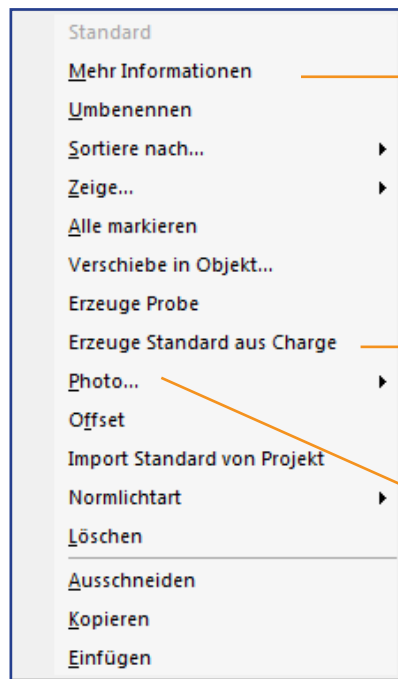 Standard
Mehr Informationen
Umbenennen
Sortiere nach...
Zeige...
Alle markieren
Verschiebe in Objekt...
Erzeuge Probe
Erzeuge Standard aus Charge
Photo...
Offset
Import Standard von Projekt
Normlichtart
Löschen
Ausschneiden
Kopieren
Einfügen